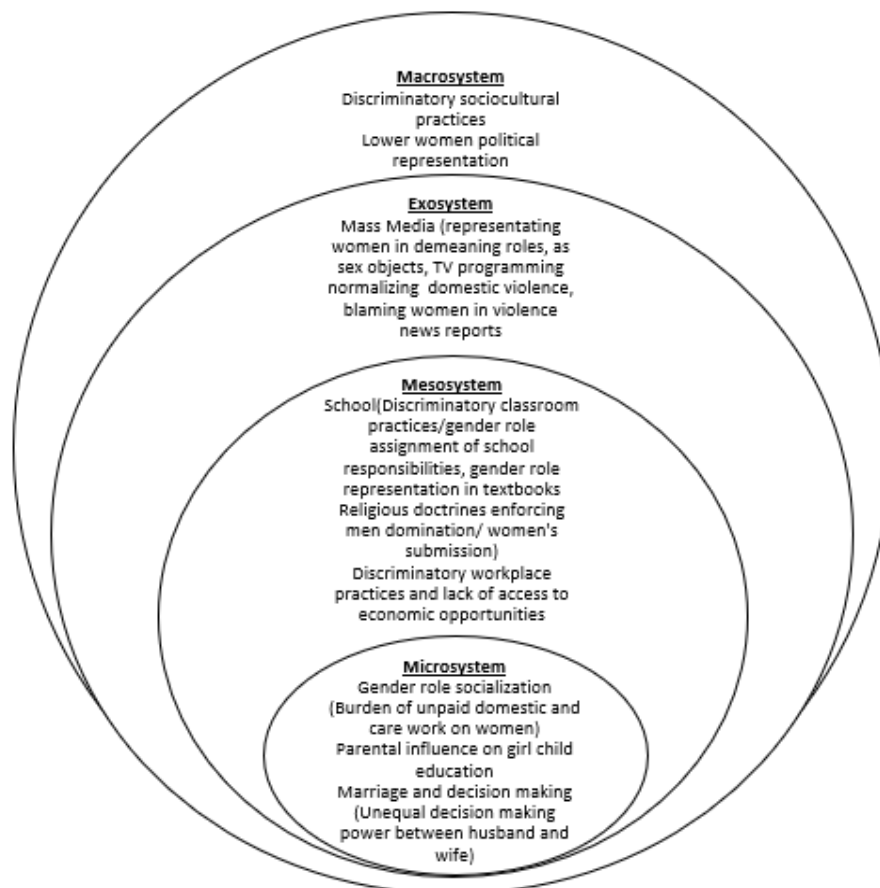 Macrosystem
Discriminatory sociocultural
practices
Lower women political
representation
Exosystem
Mass Media (representating
women in demeaning roles, as
sex objects, TV programming
normalizing domestic violence,
blaming women in violence
news reports
Mesosystem
School(Discriminatory classroom
practices/gender role
assignment of school
responsibilities, gender role
representation in textbooks
Religious doctrines enforcing
men domination/ women's
submission)
Discriminatory workplace
practices and lack of access to
economic opportunities
Microsystem
Gender role socialization
(Burden of unpaid domestic and
care work on women)
Parental influence on girl child
education
Marriage and decision making
(Unequal decision making
power between husband and
wife)